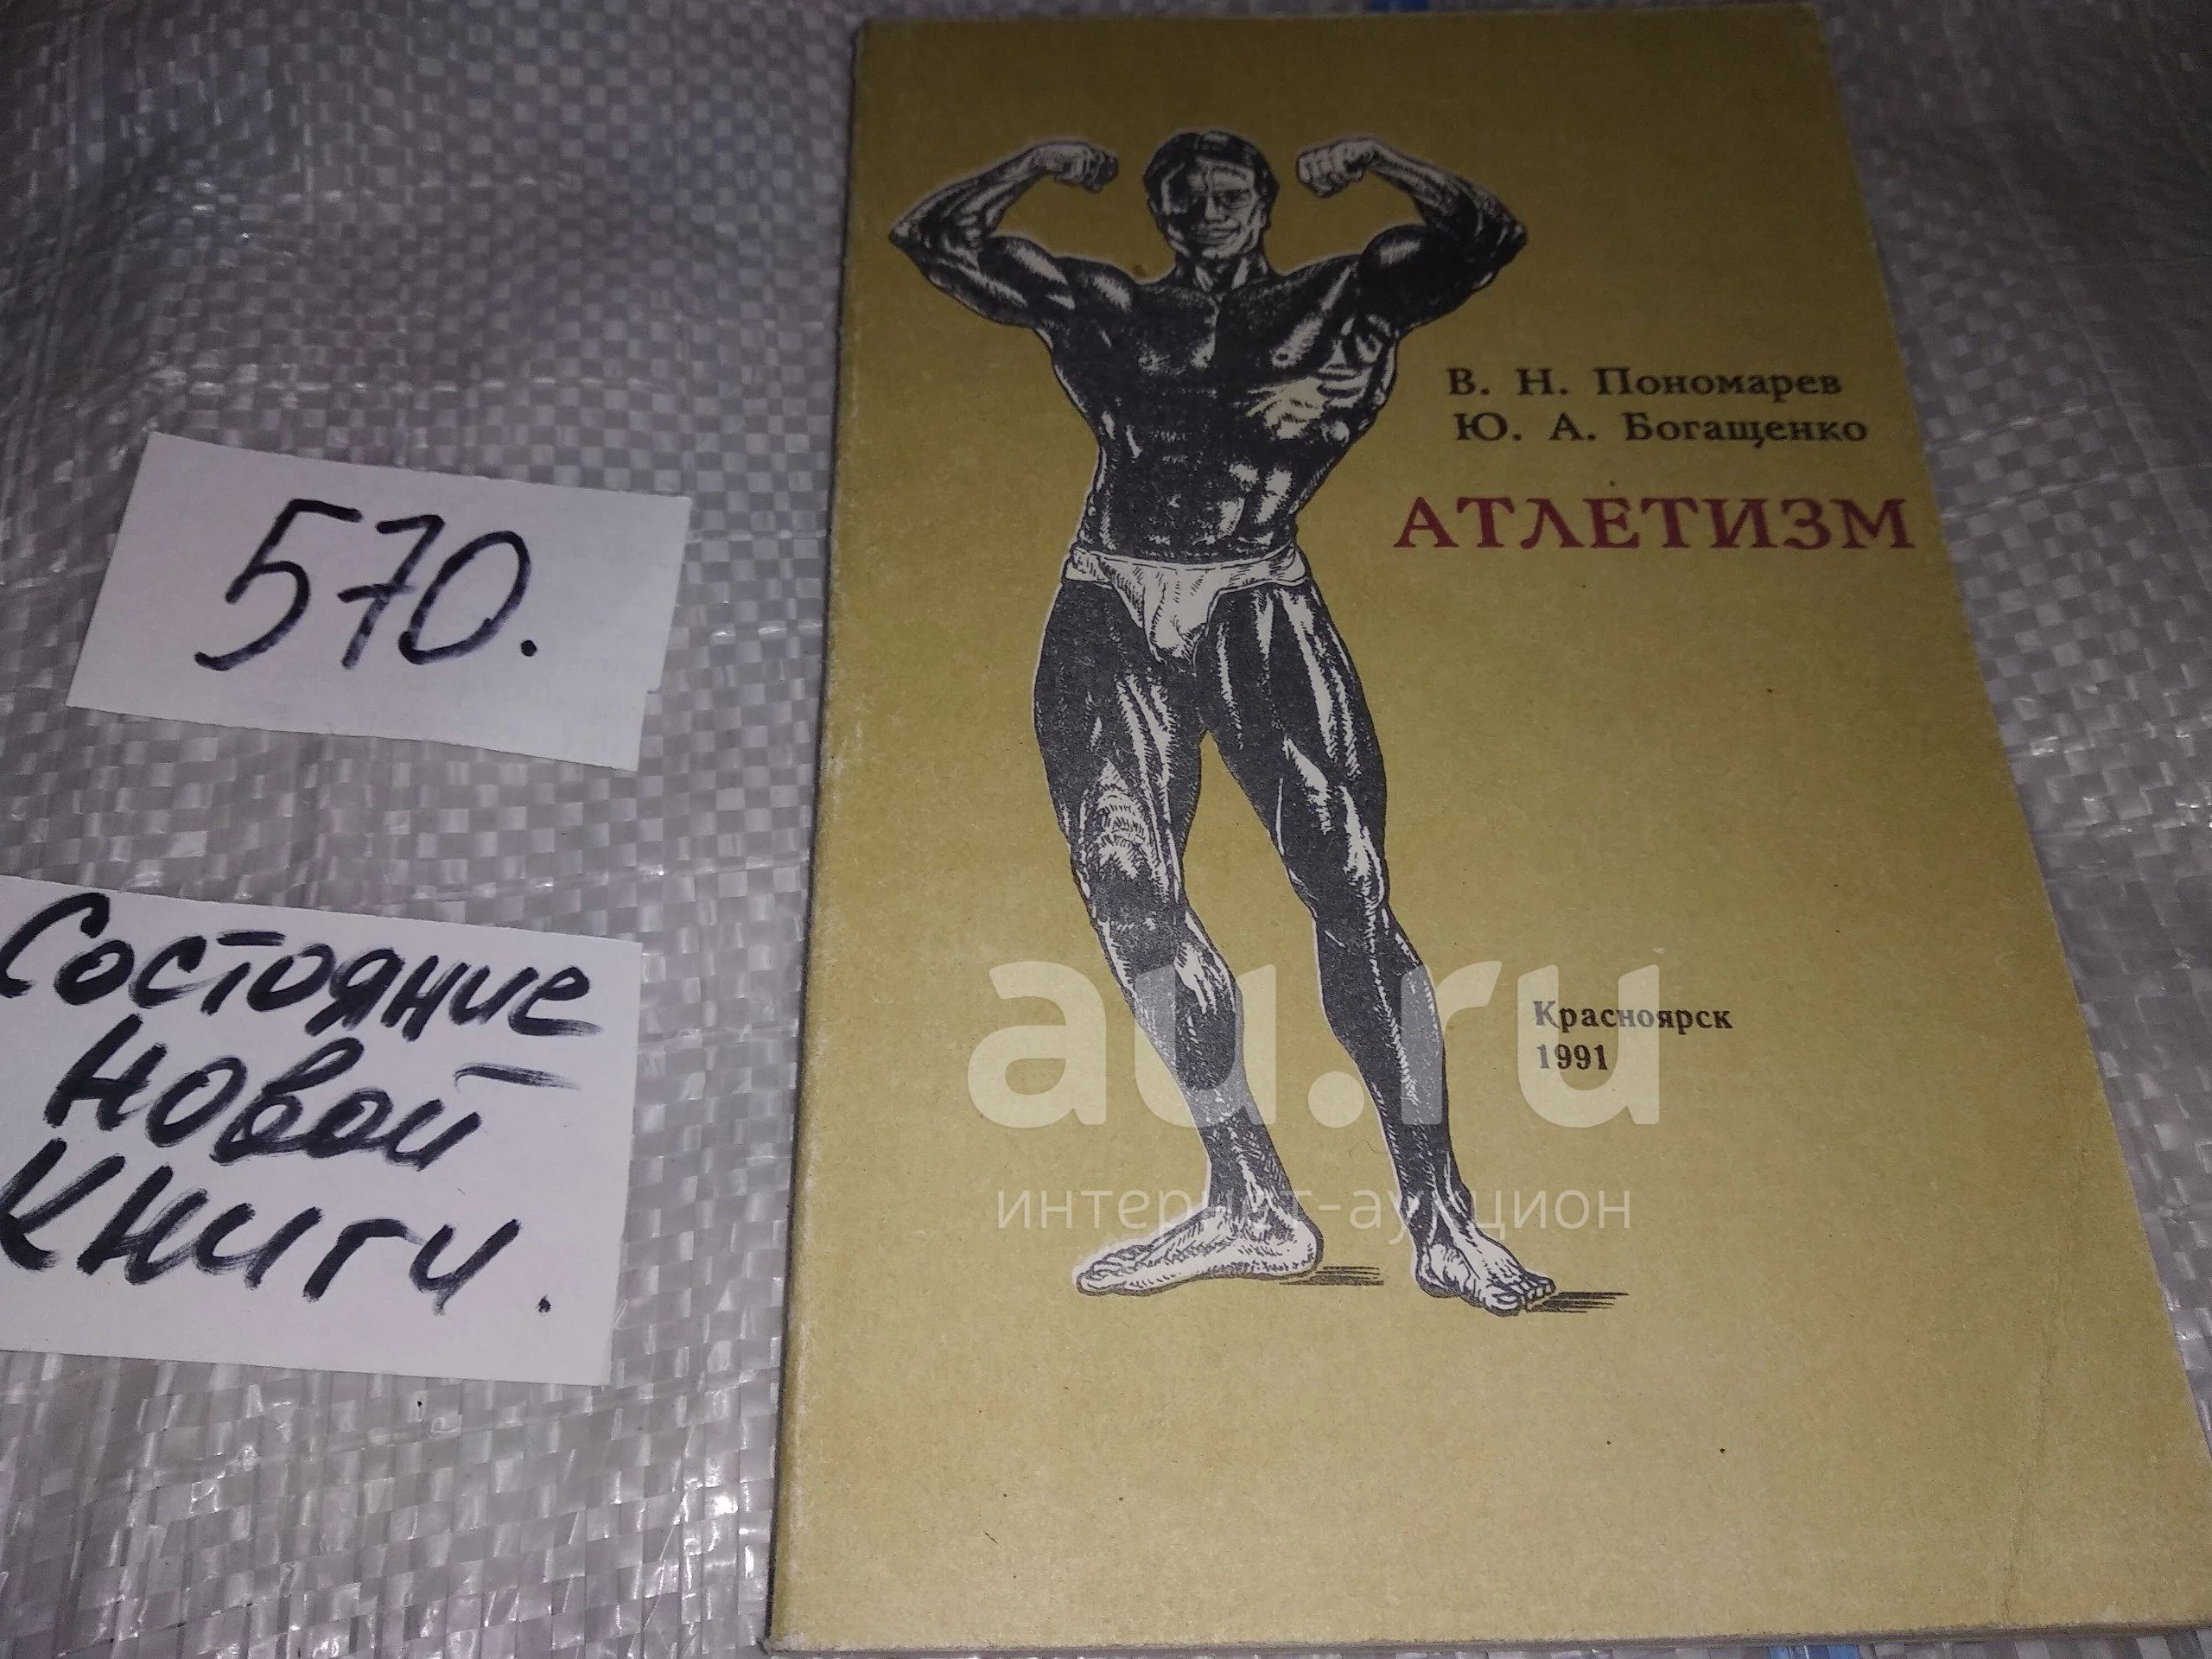 570.
Состояние
новой
книги.
В. Н. Пономарев
Ю. А. Богащенко
АТЛЕТИЗМ
Красноярск
1991
au.ru
интернет-аукцион